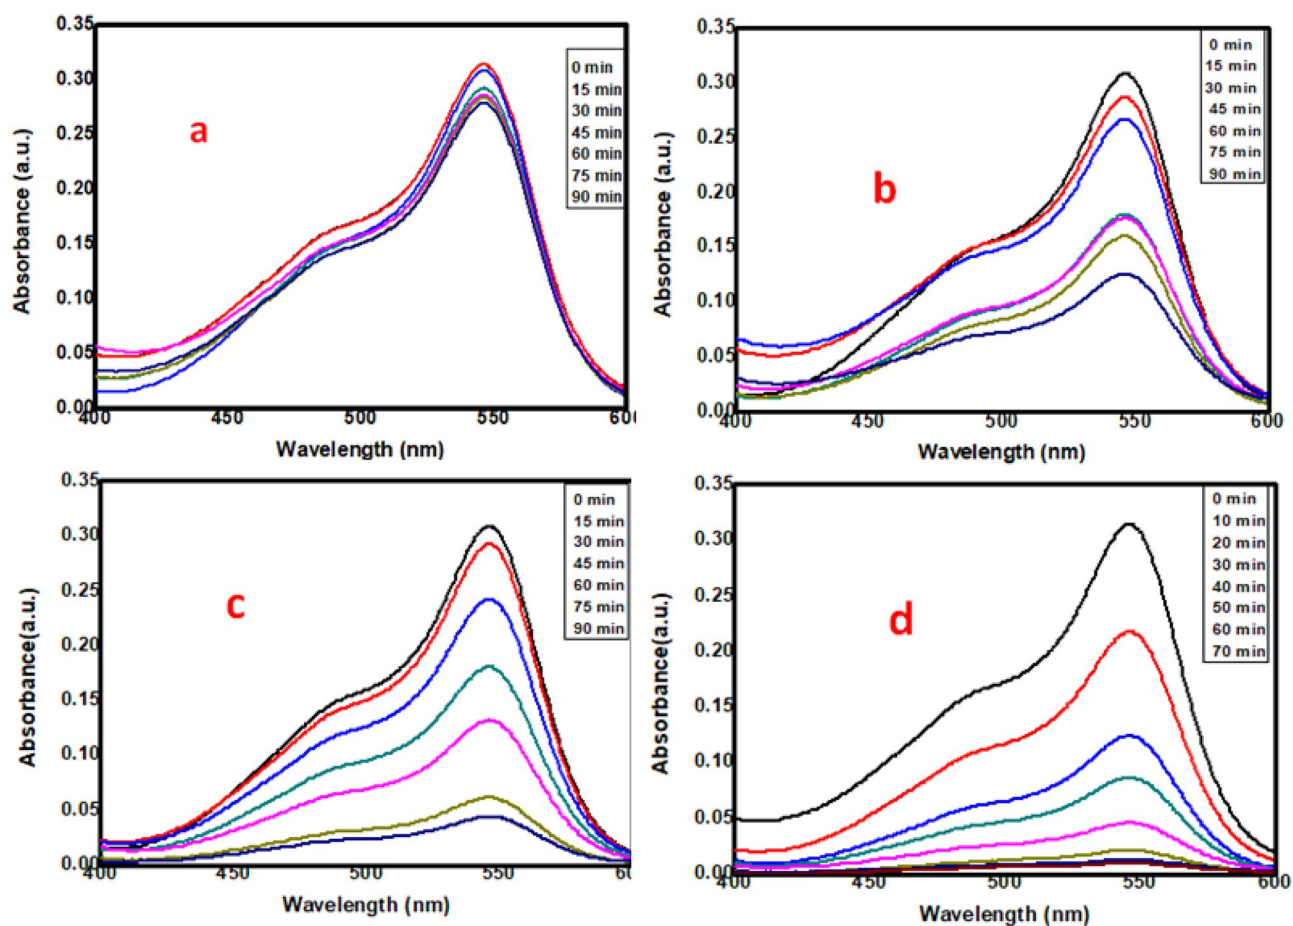 0.35
0.30
0.25
0.20
0.15
0.10
0.05
0.00
Absorbance (a.u.)
400
450
500
550
600
Wavelength (nm)
a
0 min
15 min
30 min
45 min
60 min
75 min
90 min
0.35
0.30
0.25
0.20
0.15
0.10
0.05
0.00
Absorbance (a.u.)
400
450
500
550
600
Wavelength (nm)
b
0 min
15 min
30 min
45 min
60 min
75 min
90 min
0.35
0.30
0.25
0.20
0.15
0.10
0.05
0.00
Absorbance(a.u.)
400
450
500
550
60
Wavelength (nm)
c
0 min
15 min
30 min
45 min
60 min
75 min
90 min
0.35
0.30
0.25
0.20
0.15
0.10
0.05
0.00
Absorbance(a.u.)
400
450
500
550
600
Wavelength (nm)
d
0 min
10 min
20 min
30 min
40 min
50 min
60 min
70 min